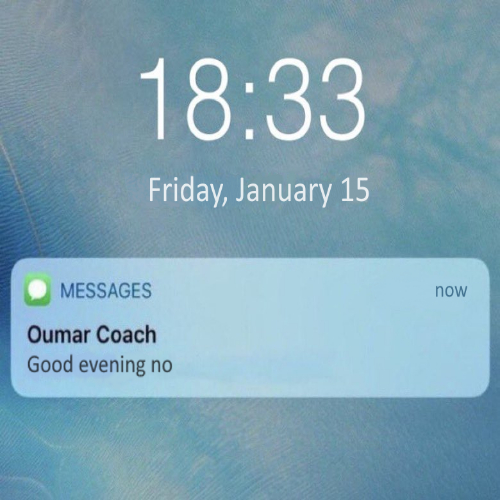 18:33
Friday, January 15
MESSAGES now
Oumar Coach
Good evening no